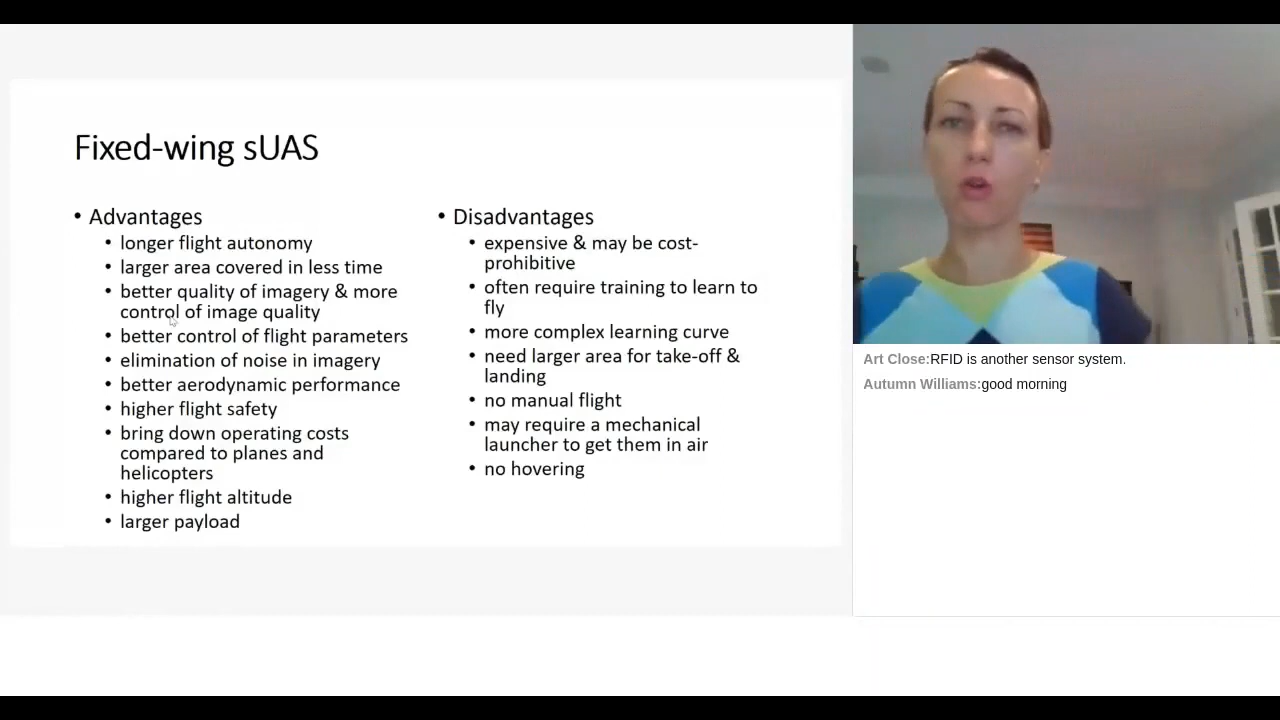 Fixed-wing sUAS
• Advantages
• longer flight autonomy
• larger area covered in less time
• better quality of imagery & more
control of image quality
• better control of flight parameters
• elimination of noise in imagery
• better aerodynamic performance
• higher flight safety
• bring down operating costs
compared to planes and
helicopters
• higher flight altitude
• larger payload
• Disadvantages
• expensive & may be cost-
prohibitive
• often require training to learn to
fly
• more complex learning curve
• need larger area for take-off &
landing
• no manual flight
• may require a mechanical
launcher to get them in air
• no hovering
Art Close:RFID is another sensor system.
Autumn Williams:good morning